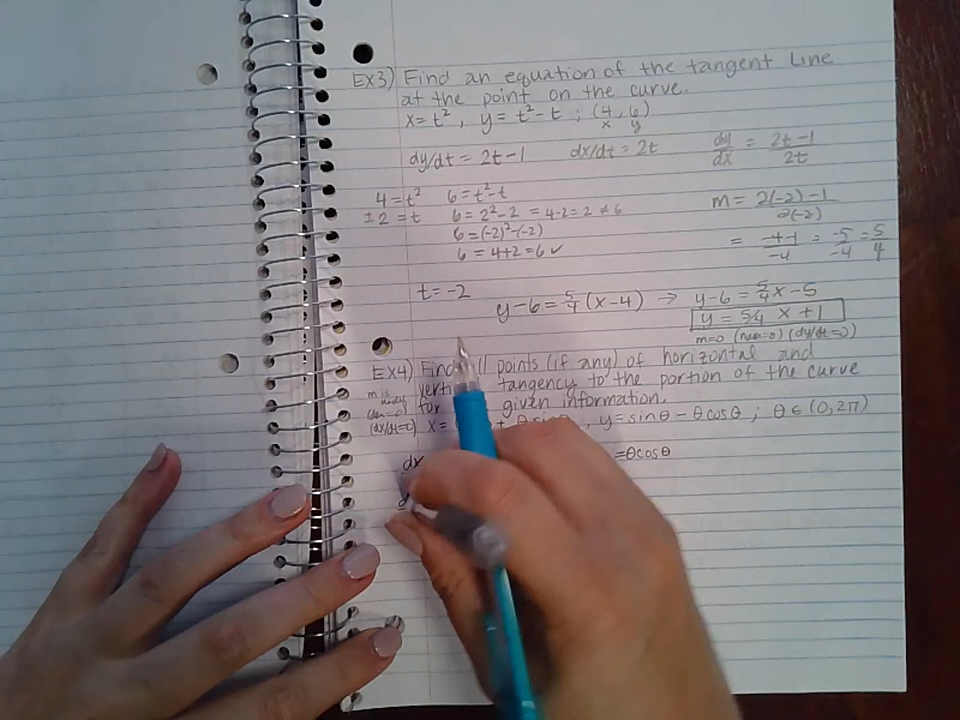 EX3) Find an equation of the tangent line
at the point on the curve.
x = t², y = t² - t ; (4, 6)
x y
dy/dt = 2t - 1 dx/dt = 2t dy/dx = 2t - 1 / 2t
4 = t² 6 = t² - t
±2 = t 6 = 2² - 2 = 4 - 2 = 2 ≠ 6
6 = (-2)² - (-2)
6 = 4 + 2 = 6 ✓
m = 2(-2) - 1 / 2(-2)
= -4 - 1 / -4 = -5 / -4 = 5 / 4
t = -2
y - 6 = 5/4 (x - 4) → y - 6 = 5/4 x - 5
y = 5/4 x + 1
m=0 (num=0) (dy/dt=0)
EX4) Find points (if any) of horizontal and
tangency to the portion of the curve
for given information.
m is
(dx/dt=0) x = + , y = sinθ - θcosθ ; θ ∈ (0, 2π)
dx = θcosθ